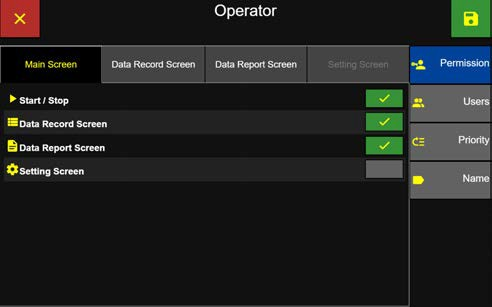 Operator
Main Screen
Data Record Screen
Data Report Screen
Setting Screen
Permission
Start / Stop
Users
Data Record Screen
Data Report Screen
Priority
Setting Screen
Name